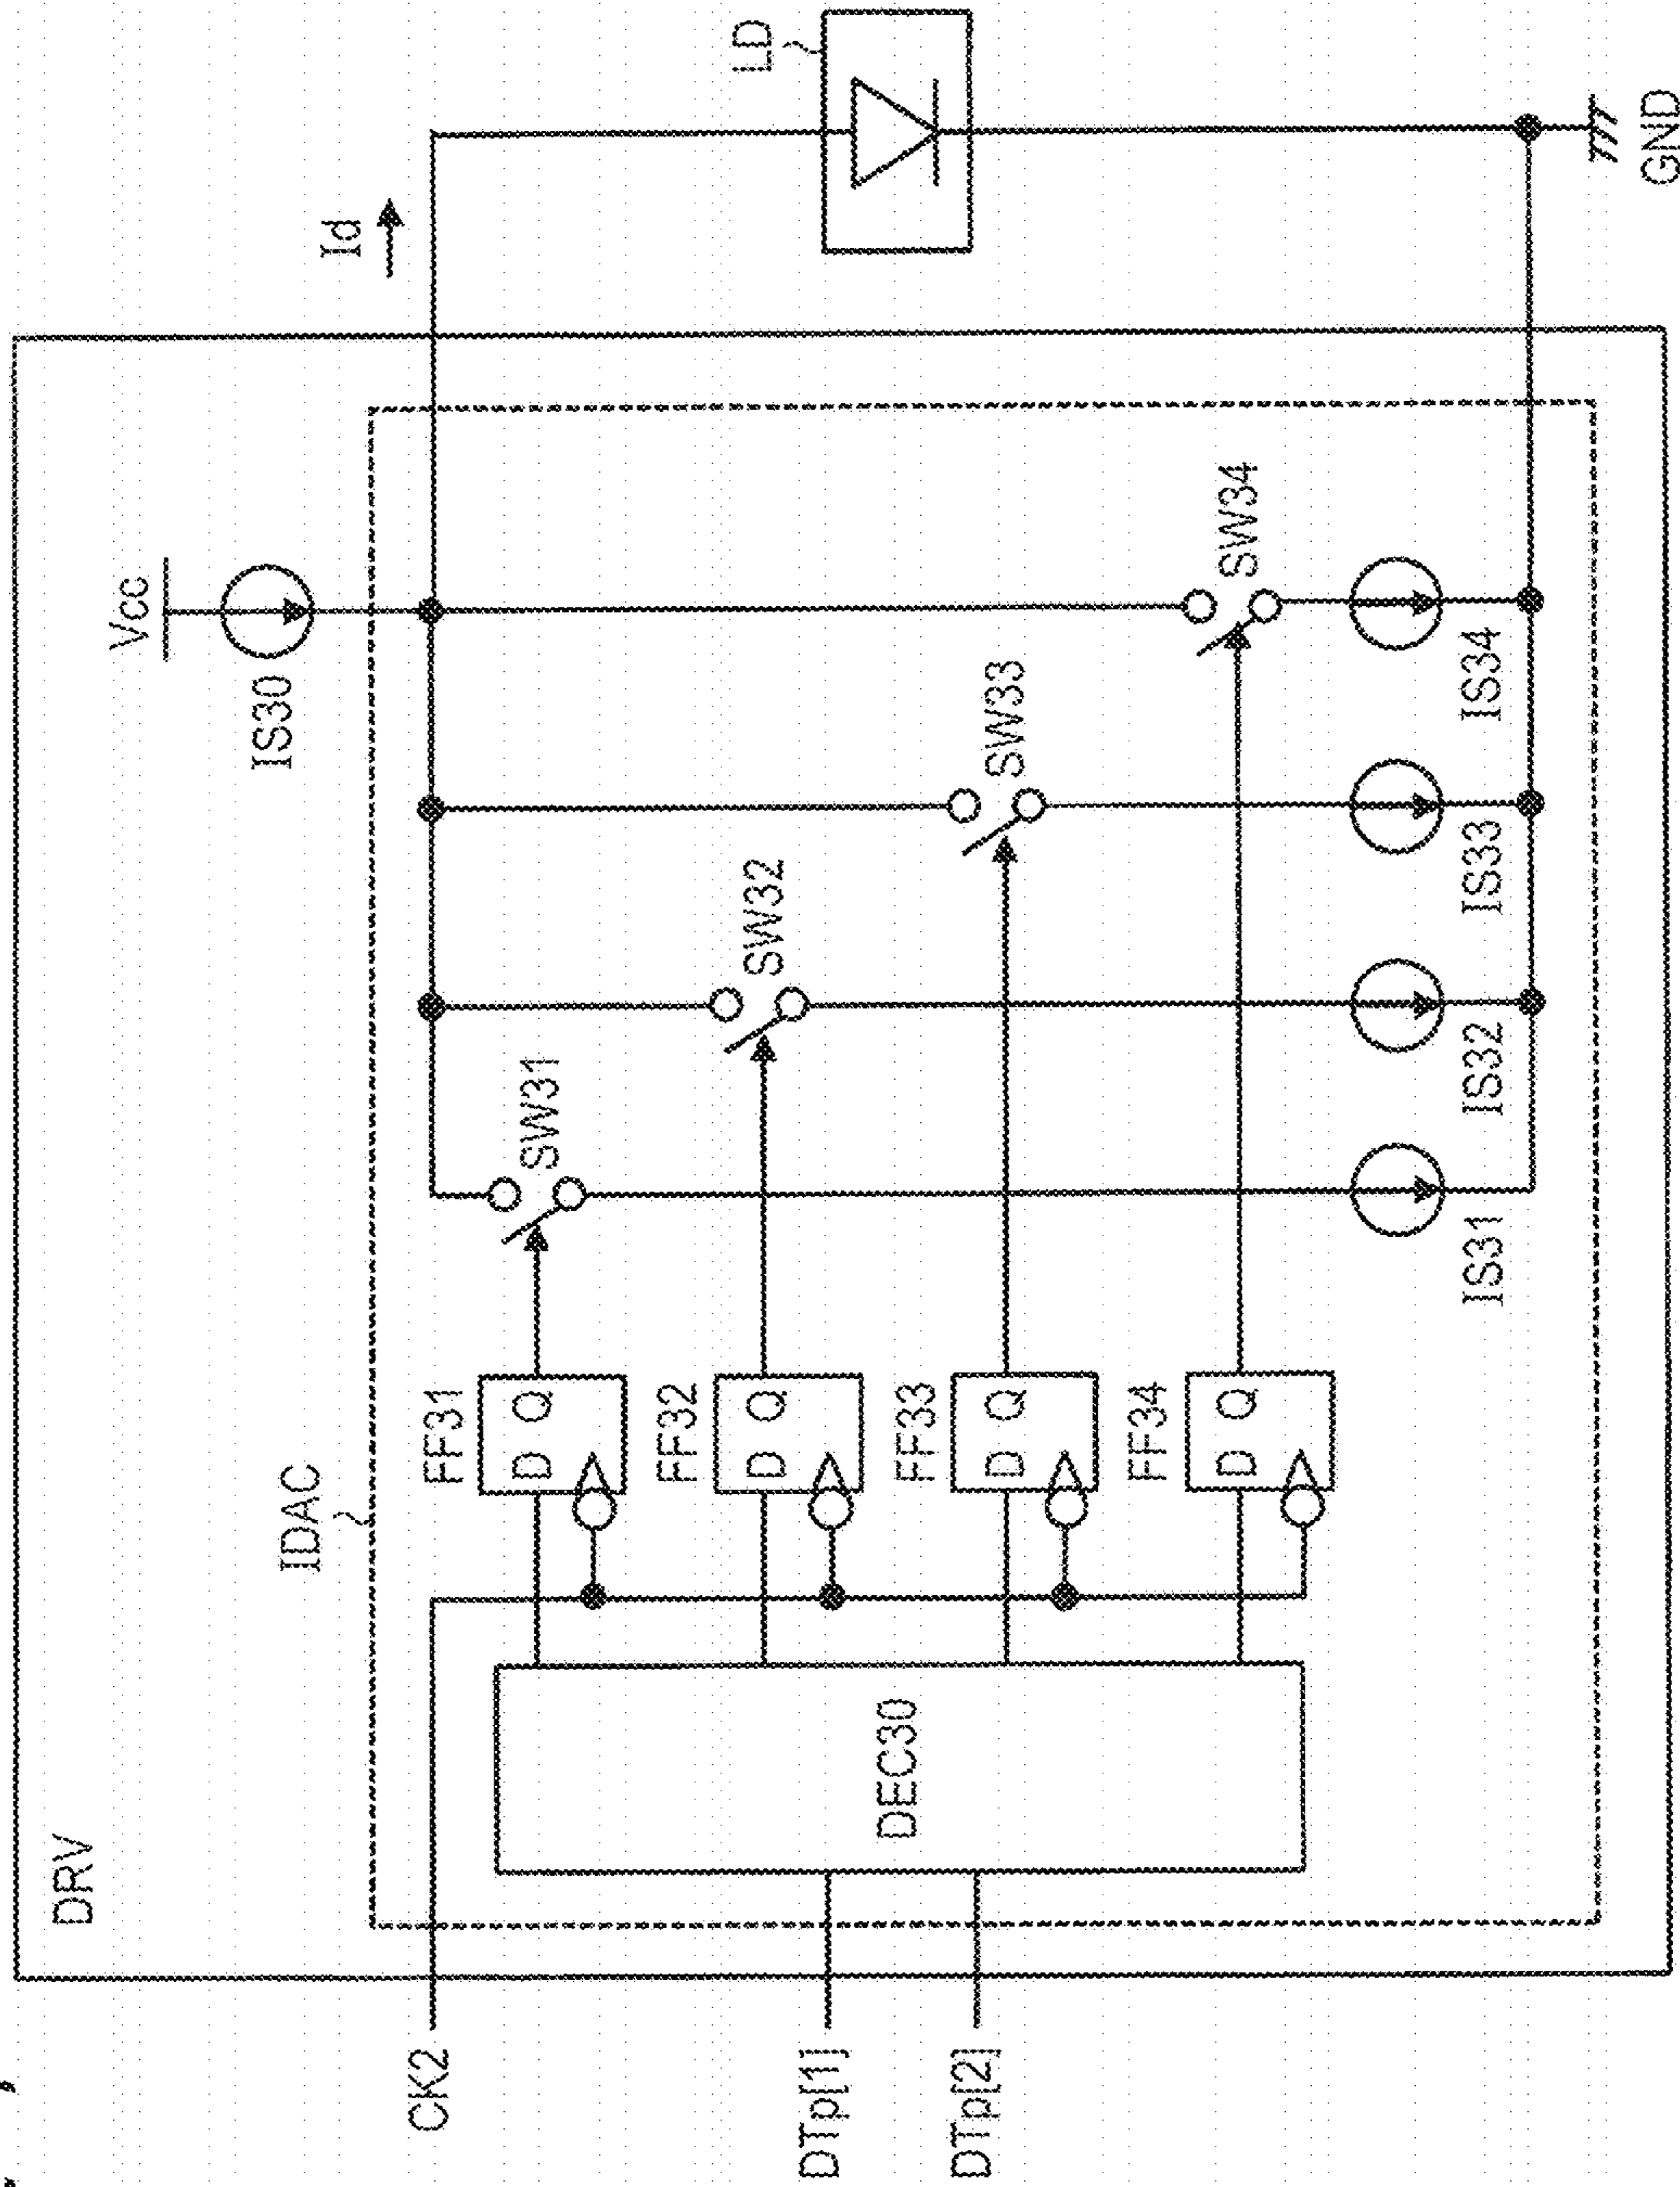 DRV
Vcc
IS30
Id
IDAC
LD
CK2
FF31
D Q
SW31
FF32
D Q
SW32
DTp[1]
DEC30
FF33
D Q
SW33
DTp[2]
FF34
D Q
SW34
IS31
IS32
IS33
IS34
GND